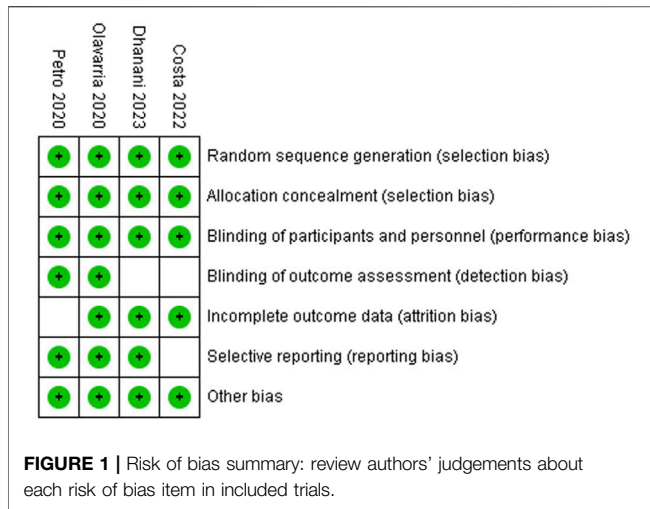 Petro 2020
Olavarria 2020
Dhanani 2023
Costa 2022
+ + + + Random sequence generation (selection bias)
+ + + + Allocation concealment (selection bias)
+ + + + Blinding of participants and personnel (performance bias)
+ + Blinding of outcome assessment (detection bias)
+ + + Incomplete outcome data (attrition bias)
+ + + Selective reporting (reporting bias)
+ + + + Other bias
FIGURE 1 | Risk of bias summary: review authors’ judgements about
each risk of bias item in included trials.